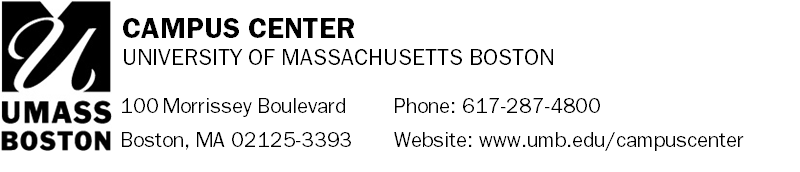 CAMPUS CENTER
UNIVERSITY OF MASSACHUSETTS BOSTON
UMASS
BOSTON
100 Morrissey Boulevard
Boston, MA 02125-3393
Phone: 617-287-4800
Website: www.umb.edu/campuscenter